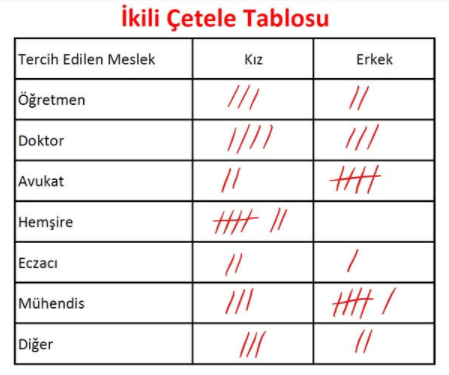 İkili Çetele Tablosu
Tercih Edilen Meslek Kız Erkek
Öğretmen
Doktor
Avukat
Hemşire
Eczacı
Mühendis
Diğer